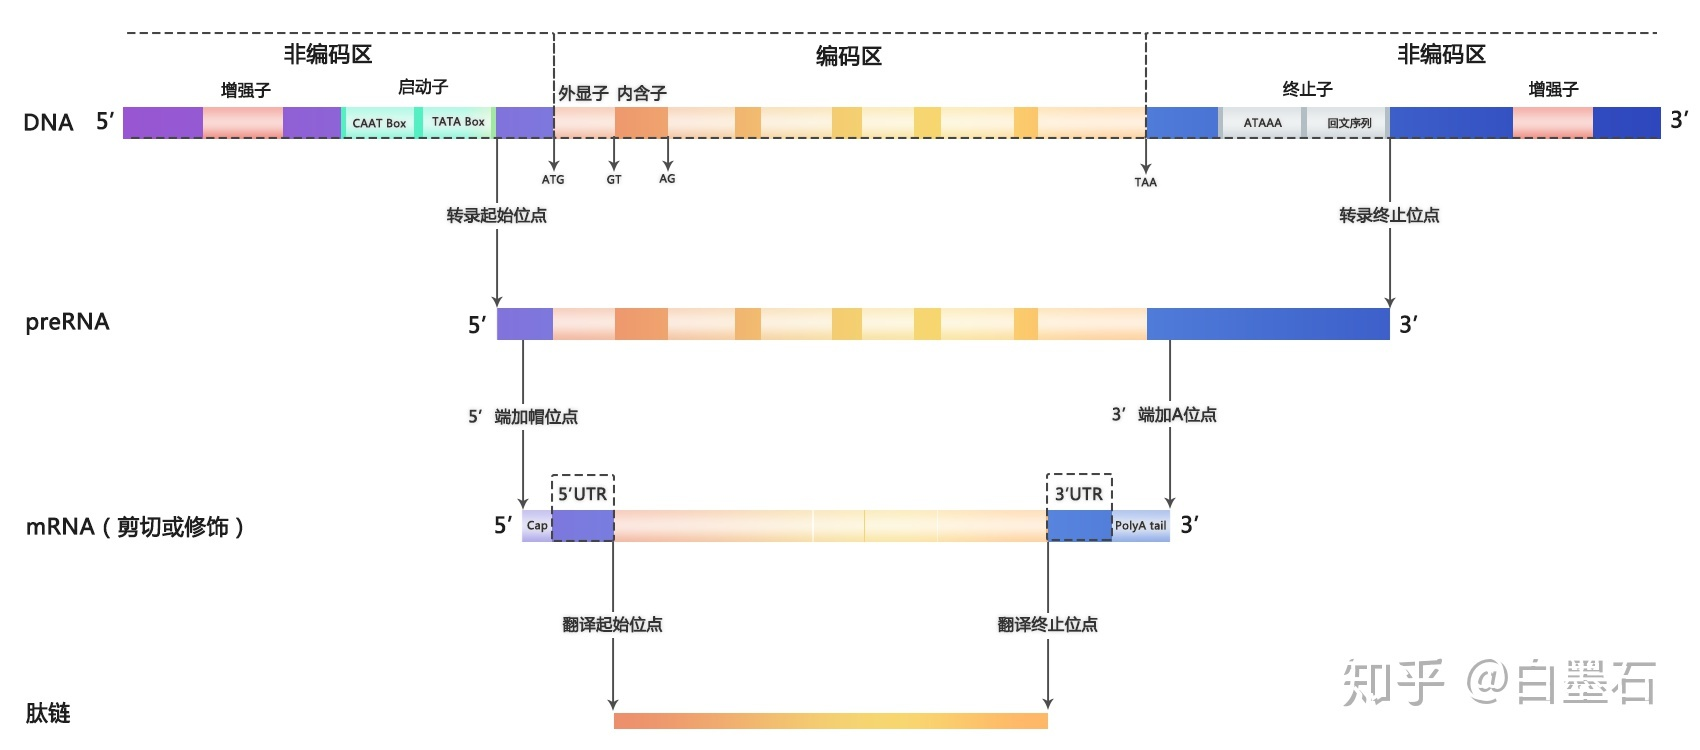 非编码区 编码区 非编码区
增强子 启动子 外显子 内含子 终止子 增强子
DNA 5’ CAAT Box TATA Box ATAAA 回文序列 3’
ATG GT AG TAA
转录起始位点 转录终止位点
preRNA 5’ 3’
5’ 端加帽位点 3’ 端加A位点
5’UTR 3’UTR
mRNA（剪切或修饰） 5’ Cap PolyA tail 3’
翻译起始位点 翻译终止位点
肽链
知乎 @白墨石